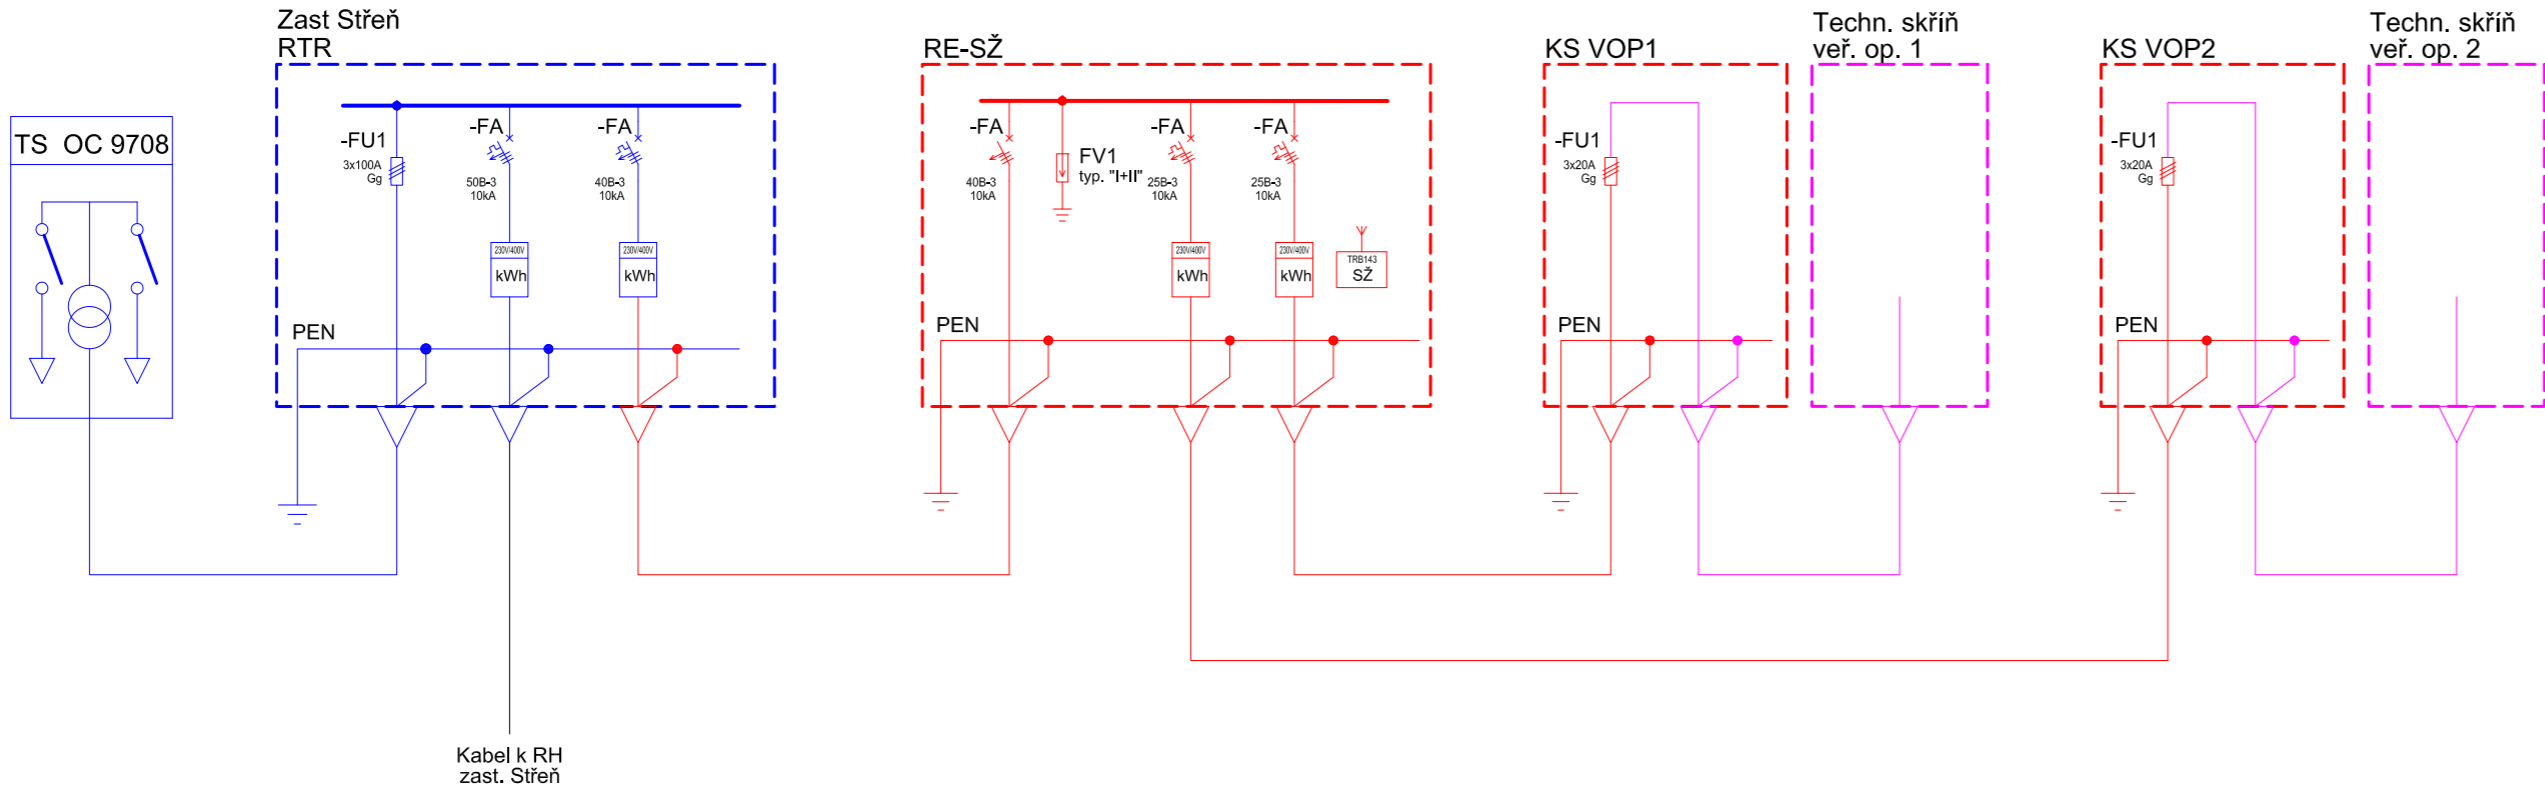 TS OC 9708
Zast Střeň
RTR
-FU1
3x100A
Gg
-FA
50B-3
10kA
230V/400V
kWh
-FA
40B-3
10kA
230V/400V
kWh
PEN
Kabel k RH
zast. Střeň
RE-SŽ
-FA
40B-3
10kA
FV1
typ. "I+II"
-FA
25B-3
10kA
230V/400V
kWh
-FA
25B-3
10kA
230V/400V
kWh
TRB143
SŽ
PEN
KS VOP1
-FU1
3x20A
Gg
PEN
Techn. skříň
veř. op. 1
KS VOP2
-FU1
3x20A
Gg
PEN
Techn. skříň
veř. op. 2